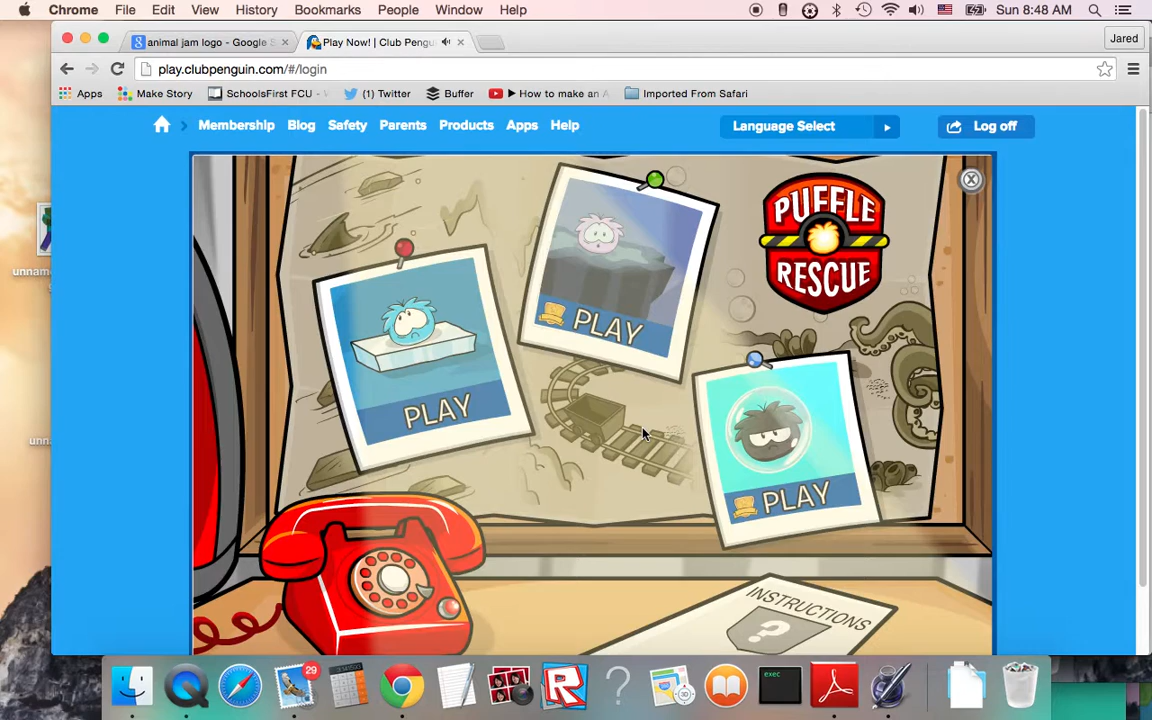 Chrome File Edit View History Bookmarks People Window Help Sun 8:48 AM
animal jam logo - Google S Play Now! | Club Pengu Jared
play.clubpenguin.com/#/login
Apps Make Story SchoolsFirst FCU - (1) Twitter Buffer ▶ How to make an A Imported From Safari
Membership Blog Safety Parents Products Apps Help Language Select Log off
PUFFLE
RESCUE
PLAY
PLAY
PLAY
INSTRUCTIONS
?
unnam
unn
29
exec